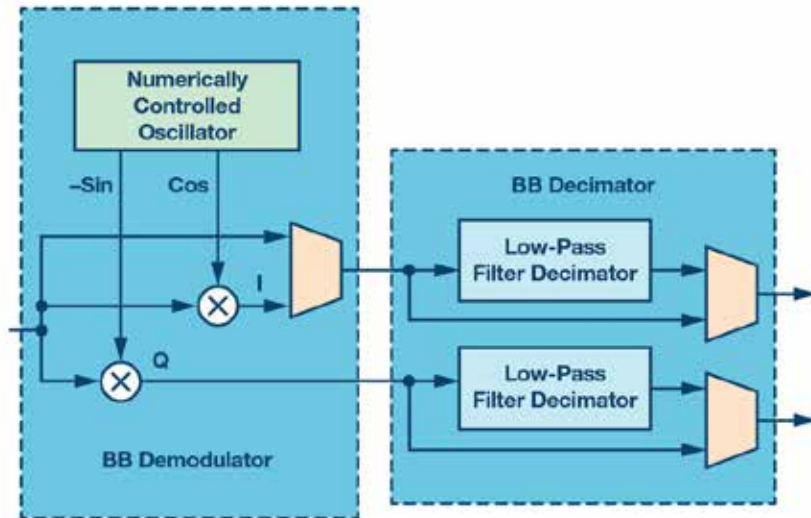 Numerically
Controlled
Oscillator
–Sin
Cos
I
Q
BB Demodulator
BB Decimator
Low-Pass
Filter Decimator
Low-Pass
Filter Decimator